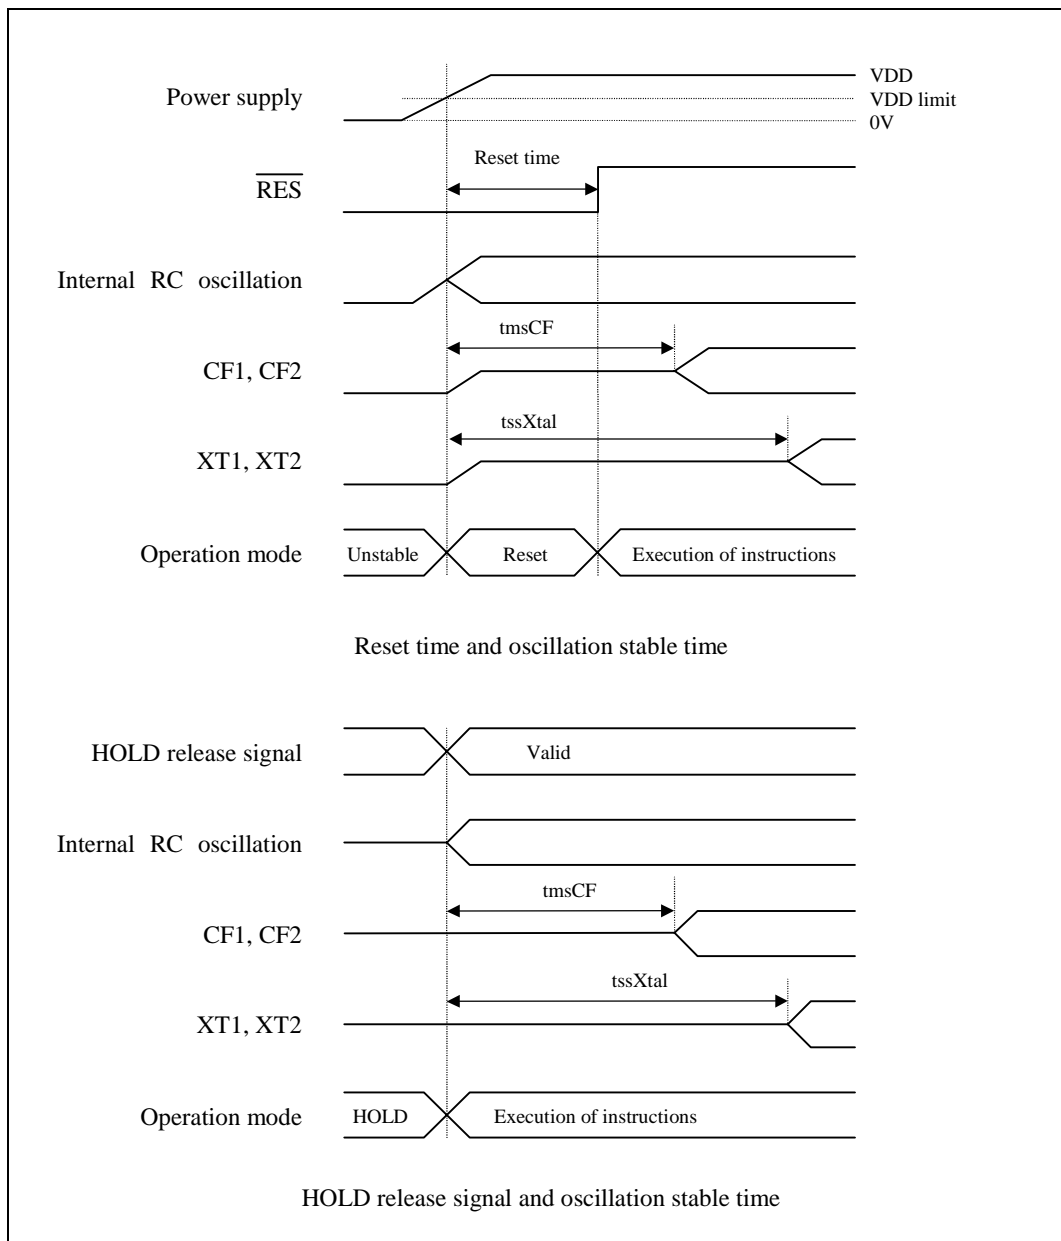 VDD
Power supply
VDD limit
0V
Reset time
RES
Internal RC oscillation
tmsCF
CF1, CF2
tssXtal
XT1, XT2
Operation mode Unstable Reset Execution of instructions
Reset time and oscillation stable time
HOLD release signal Valid
Internal RC oscillation
tmsCF
CF1, CF2
tssXtal
XT1, XT2
Operation mode HOLD Execution of instructions
HOLD release signal and oscillation stable time